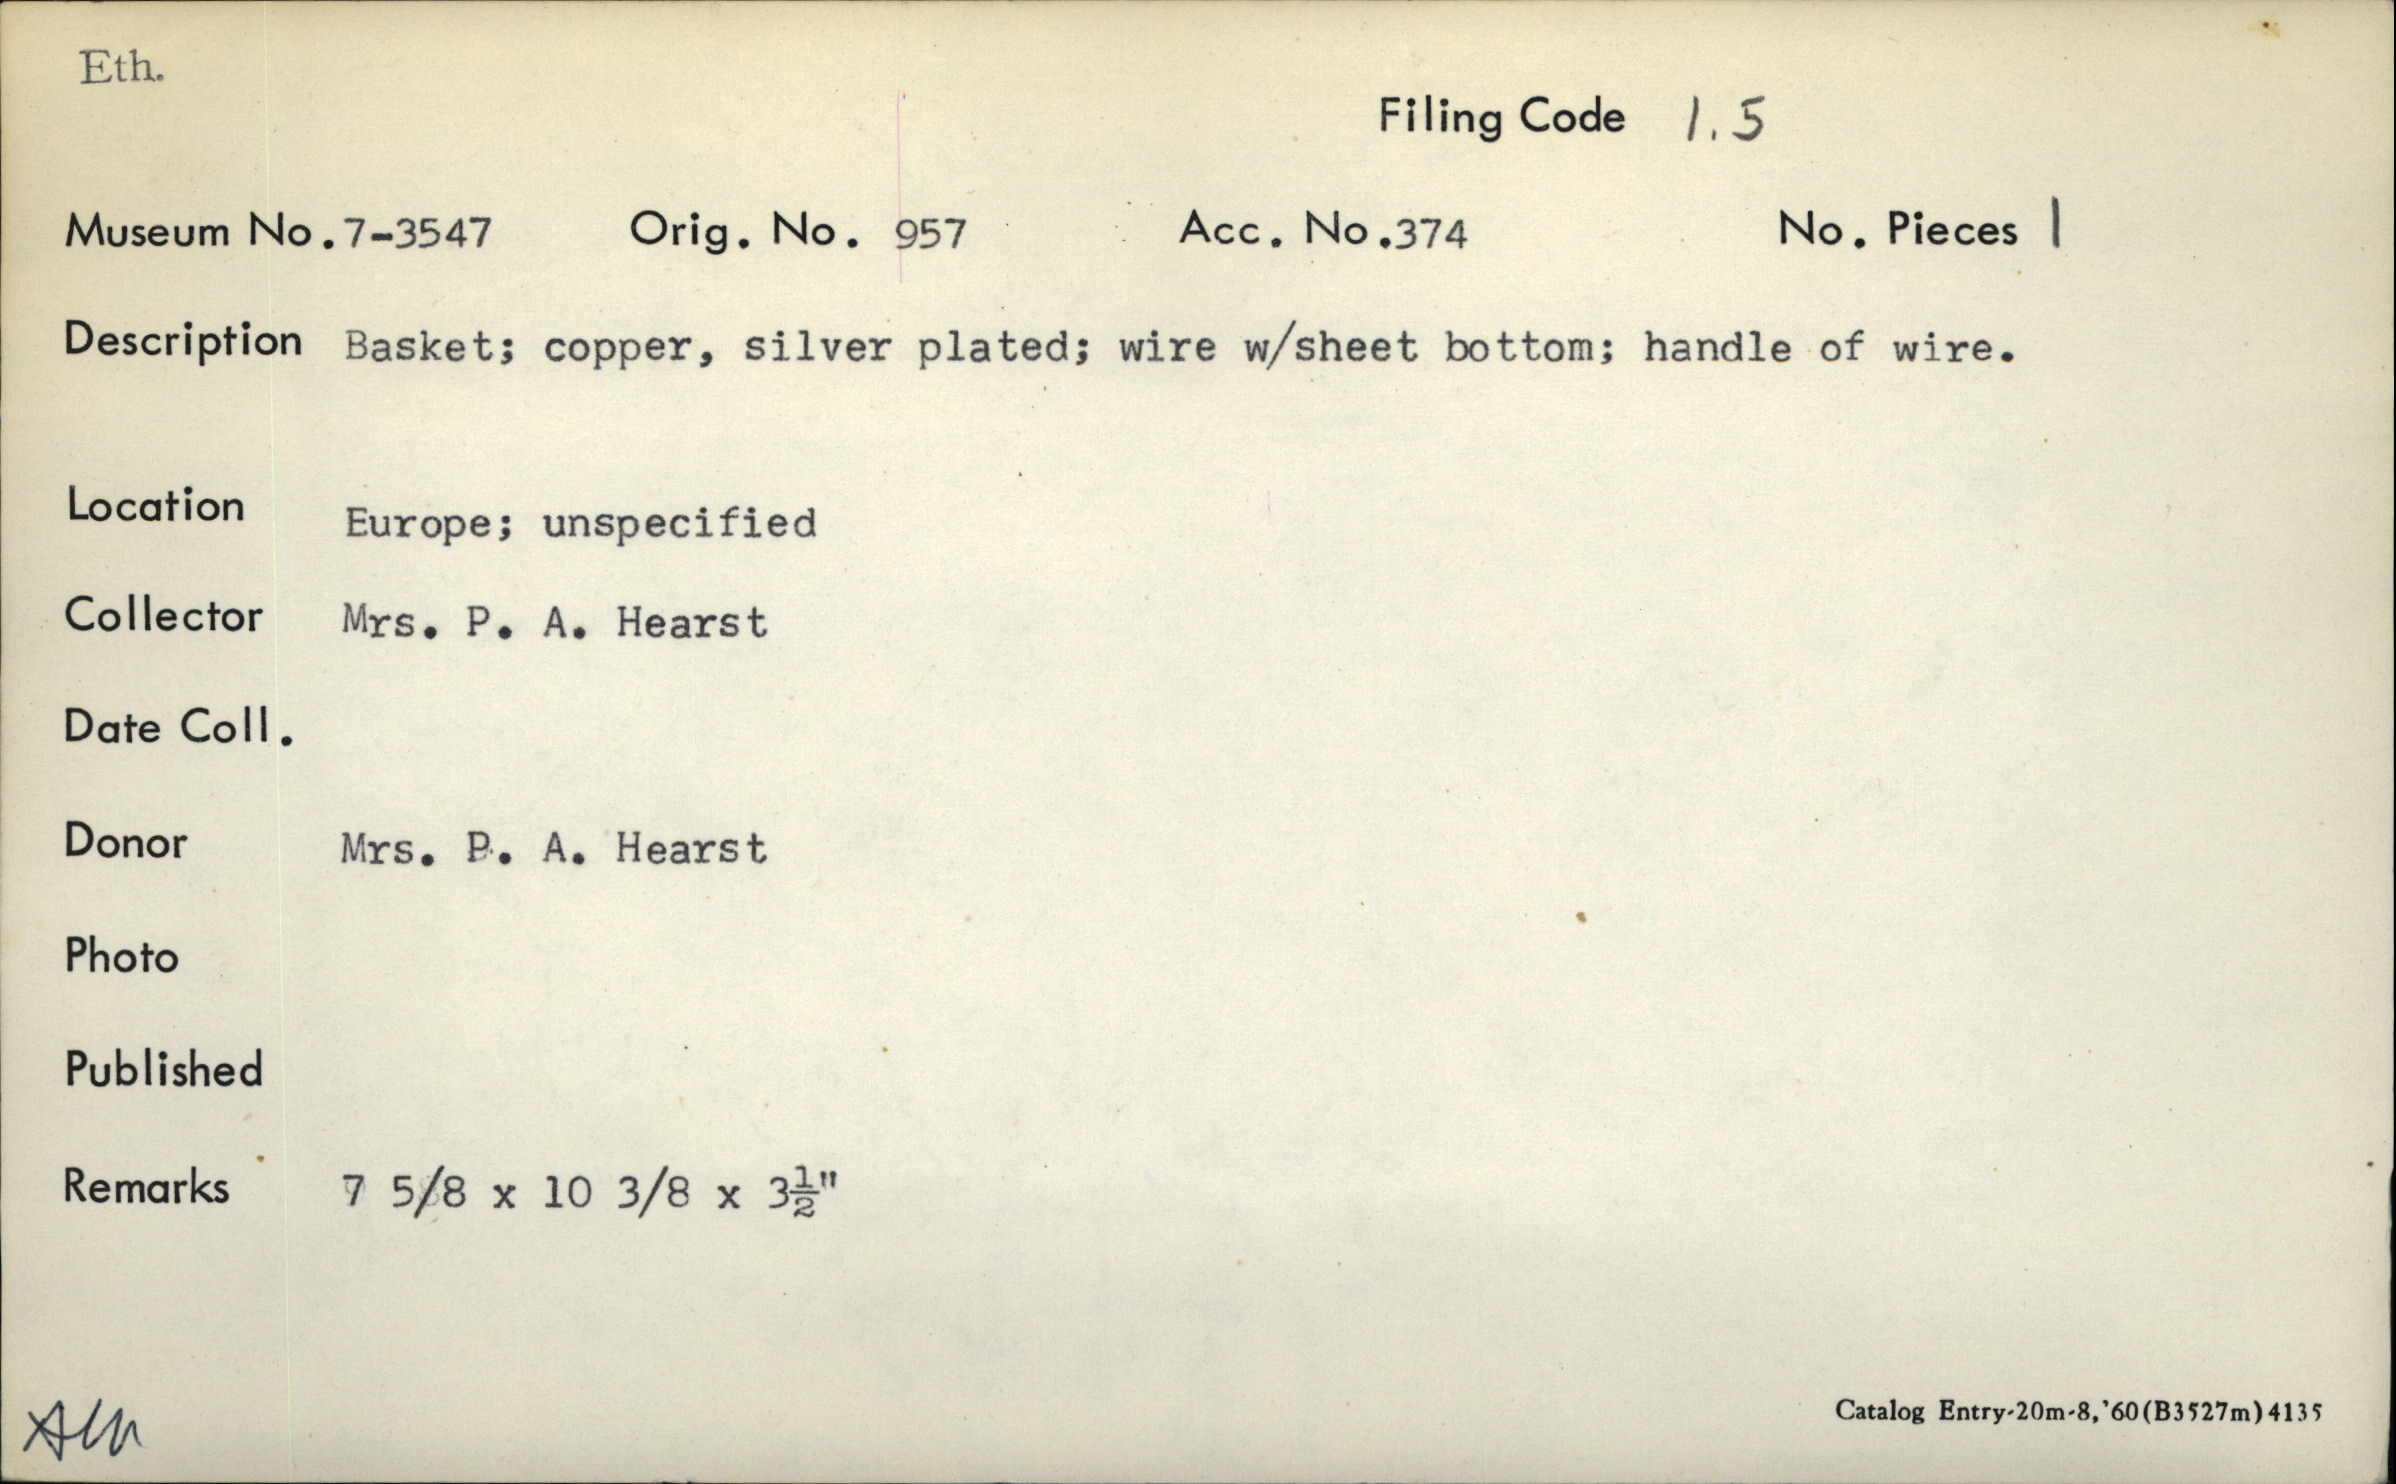 Eth.
Filing Code 1.5
Museum No. 7-3547 Orig. No. 957 Acc. No. 374 No. Pieces 1
Description Basket; copper, silver plated; wire w/sheet bottom; handle of wire.
Location Europe; unspecified
Collector Mrs. P. A. Hearst
Date Coll.
Donor Mrs. P. A. Hearst
Photo
Published
Remarks 7 5/8 x 10 3/8 x 3½"
Catalog Entry-20m-8,'60(B3527m)4135